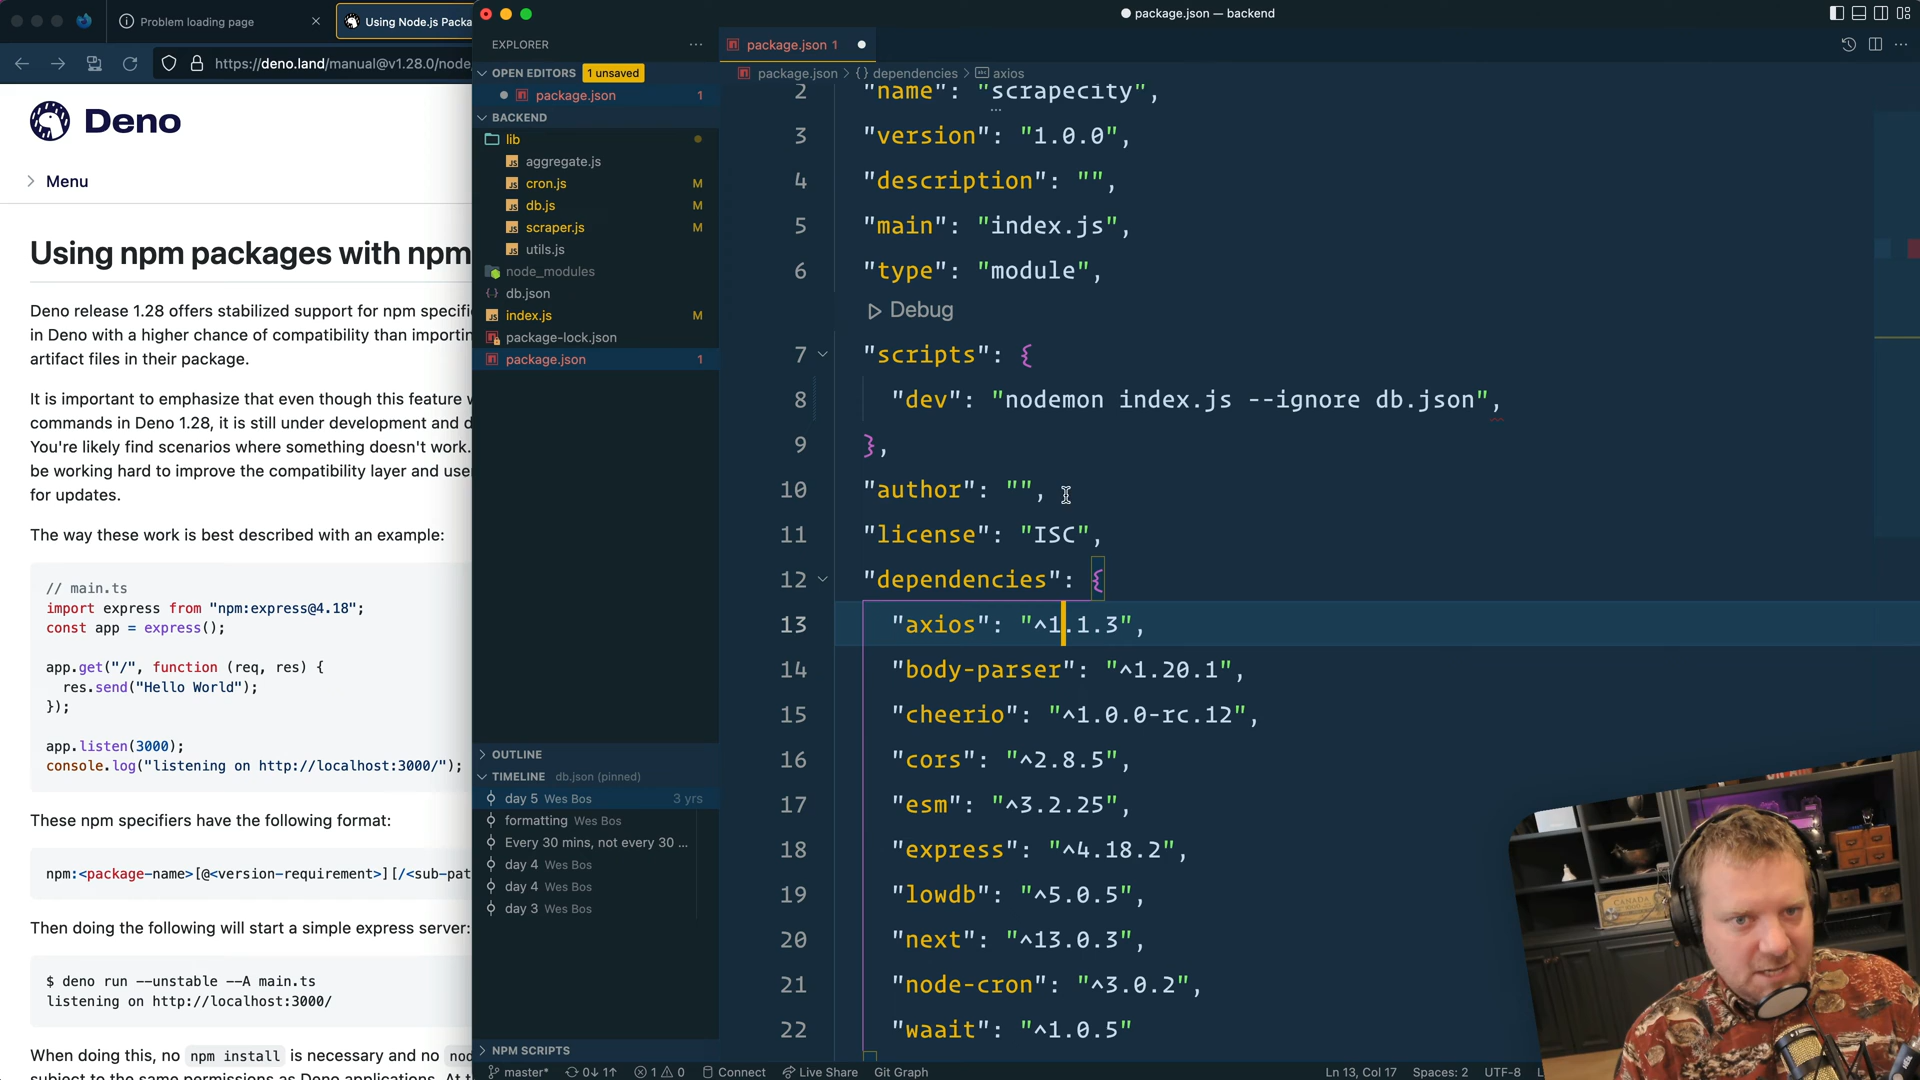 Problem loading page
Using Node.js Packa
https://deno.land/manual@v1.28.0/node_
Deno
Menu
Using npm packages with npm
Deno release 1.28 offers stabilized support for npm specifi
in Deno with a higher chance of compatibility than importin
artifact files in their package.
It is important to emphasize that even though this feature w
commands in Deno 1.28, it is still under development and d
You're likely find scenarios where something doesn't work.
be working hard to improve the compatibility layer and use
for updates.
The way these work is best described with an example:
// main.ts
import express from "npm:express@4.18";
const app = express();
app.get("/", function (req, res) {
res.send("Hello World");
});
app.listen(3000);
console.log("listening on http://localhost:3000/");
These npm specifiers have the following format:
npm:<package-name>[@<version-requirement>][/<sub-pat
Then doing the following will start a simple express server:
$ deno run --unstable --A main.ts
listening on http://localhost:3000/
When doing this, no npm install is necessary and no nod
subject to the same permissions as Deno applications. At t
package.json — backend
EXPLORER
OPEN EDITORS 1 unsaved
package.json 1
BACKEND
lib
aggregate.js
cron.js M
db.js M
scraper.js M
utils.js
node_modules
db.json
index.js M
package-lock.json
package.json 1
OUTLINE
TIMELINE db.json (pinned)
day 5 Wes Bos 3 yrs
formatting Wes Bos
Every 30 mins, not every 30 ...
day 4 Wes Bos
day 4 Wes Bos
day 3 Wes Bos
NPM SCRIPTS
package.json 1
package.json > {} dependencies > axios
2 "name": "scrapecity",
3 "version": "1.0.0",
4 "description": "",
5 "main": "index.js",
6 "type": "module",
Debug
7 "scripts": {
8 "dev": "nodemon index.js --ignore db.json",
9 },
10 "author": "",
11 "license": "ISC",
12 "dependencies": {
13 "axios": "^1.1.3",
14 "body-parser": "^1.20.1",
15 "cheerio": "^1.0.0-rc.12",
16 "cors": "^2.8.5",
17 "esm": "^3.2.25",
18 "express": "^4.18.2",
19 "lowdb": "^5.0.5",
20 "next": "^13.0.3",
21 "node-cron": "^3.0.2",
22 "waait": "^1.0.5"
master* 0↓ 1↑ 1 0 Connect Live Share Git Graph
Ln 13, Col 17 Spaces: 2 UTF-8 L